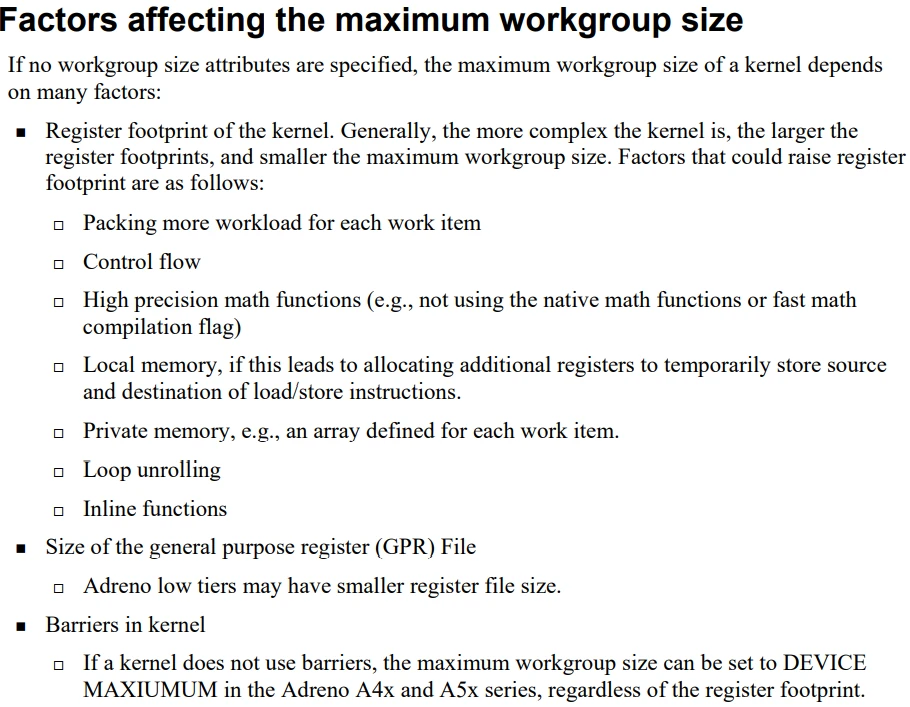 Factors affecting the maximum workgroup size
If no workgroup size attributes are specified, the maximum workgroup size of a kernel depends
on many factors:
■ Register footprint of the kernel. Generally, the more complex the kernel is, the larger the
register footprints, and smaller the maximum workgroup size. Factors that could raise register
footprint are as follows:
□ Packing more workload for each work item
□ Control flow
□ High precision math functions (e.g., not using the native math functions or fast math
compilation flag)
□ Local memory, if this leads to allocating additional registers to temporarily store source
and destination of load/store instructions.
□ Private memory, e.g., an array defined for each work item.
□ Loop unrolling
□ Inline functions
■ Size of the general purpose register (GPR) File
□ Adreno low tiers may have smaller register file size.
■ Barriers in kernel
□ If a kernel does not use barriers, the maximum workgroup size can be set to DEVICE
MAXIUMUM in the Adreno A4x and A5x series, regardless of the register footprint.